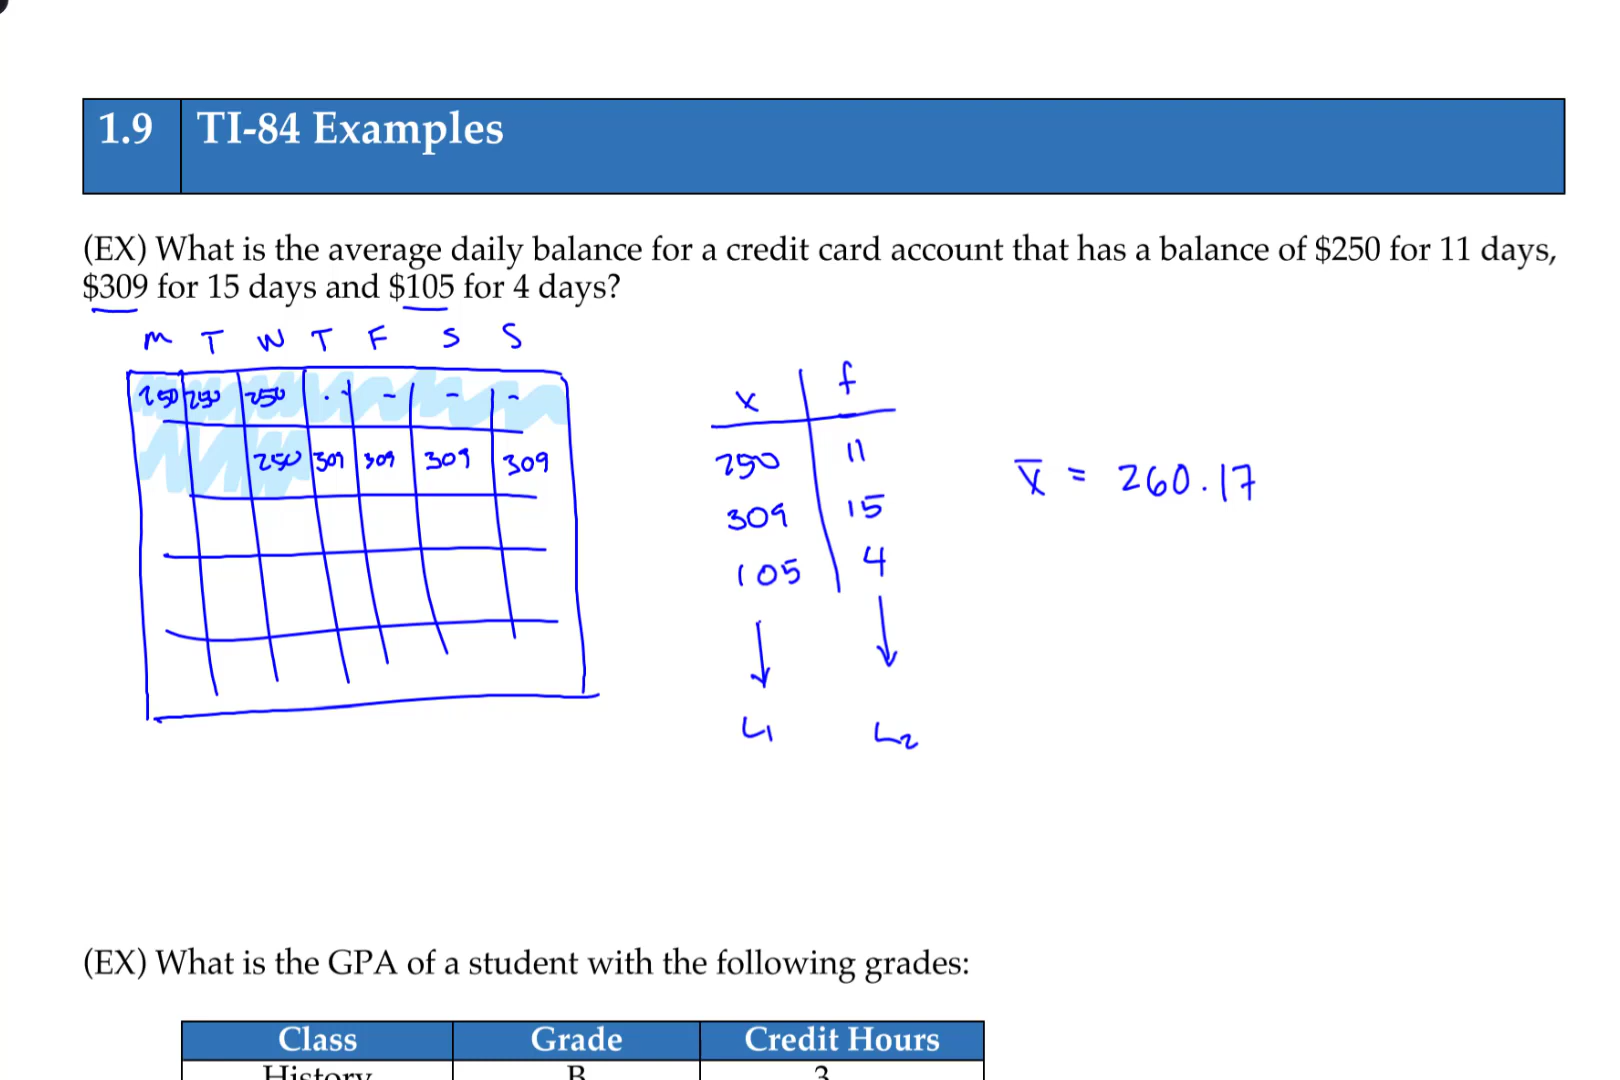 1.9 TI-84 Examples
(EX) What is the average daily balance for a credit card account that has a balance of $250 for 11 days,
$309 for 15 days and $105 for 4 days?
M T W T F S S
250 250 250 . - - - -
250 309 309 309 309
x f
250 11
309 15
105 4
L1 L2
x̄ = 260.17
(EX) What is the GPA of a student with the following grades:
Class Grade Credit Hours
History B 3